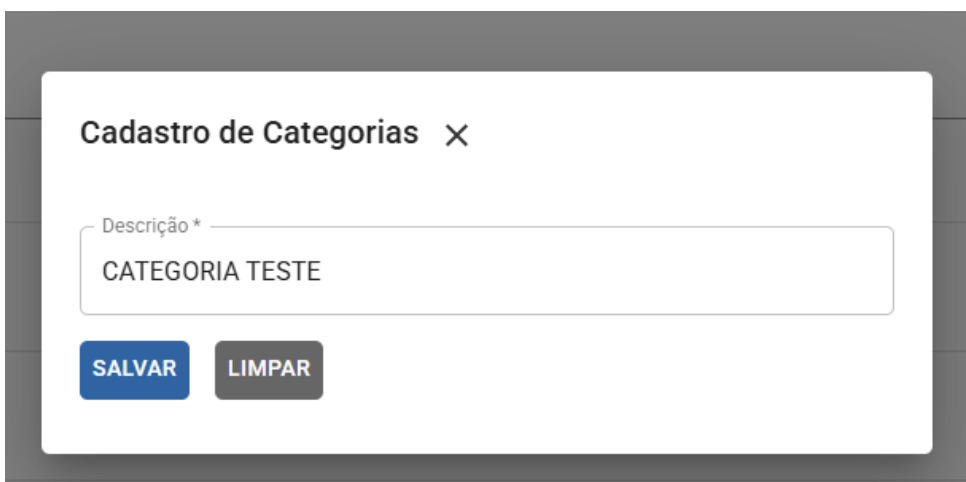 Cadastro de Categorias
Descrição *
CATEGORIA TESTE
SALVAR LIMPAR